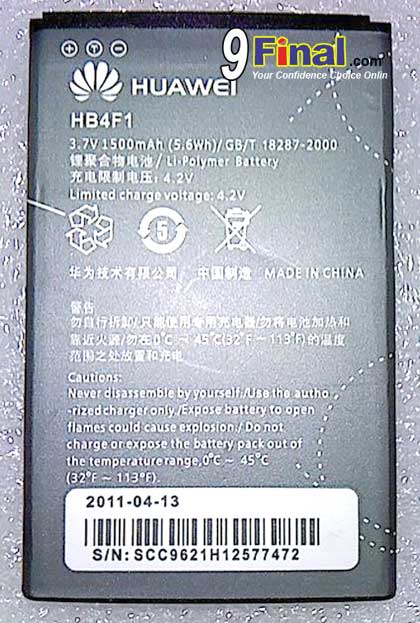 9Final.com
Your Confidence Choice Onlin
HUAWEI
HB4F1
3.7V 1500mAh (5.6Wh)/GB/T 18287-2000
锂聚合物电池/Li-Polymer Battery
充电限制电压: 4.2V
Limited charge voltage: 4.2V
5
华为技术有限公司 中国制造 MADE IN CHINA
警告
勿自行拆卸/只能使用专用充电器/勿将电池加热和
靠近火源/勿在0℃ ~ 45℃(32℉ ~ 113℉)的温度
范围之处放置和充电
Cautions:
Never disassemble by yourself/Use the autho
-rized charger only/Expose battery to open
flames could cause explosion/Do not
charge or expose the battery pack out of
the temperature range,0℃ ~ 45℃
(32℉ ~ 113℉).
2011-04-13
S/N:SCC9621H12577472